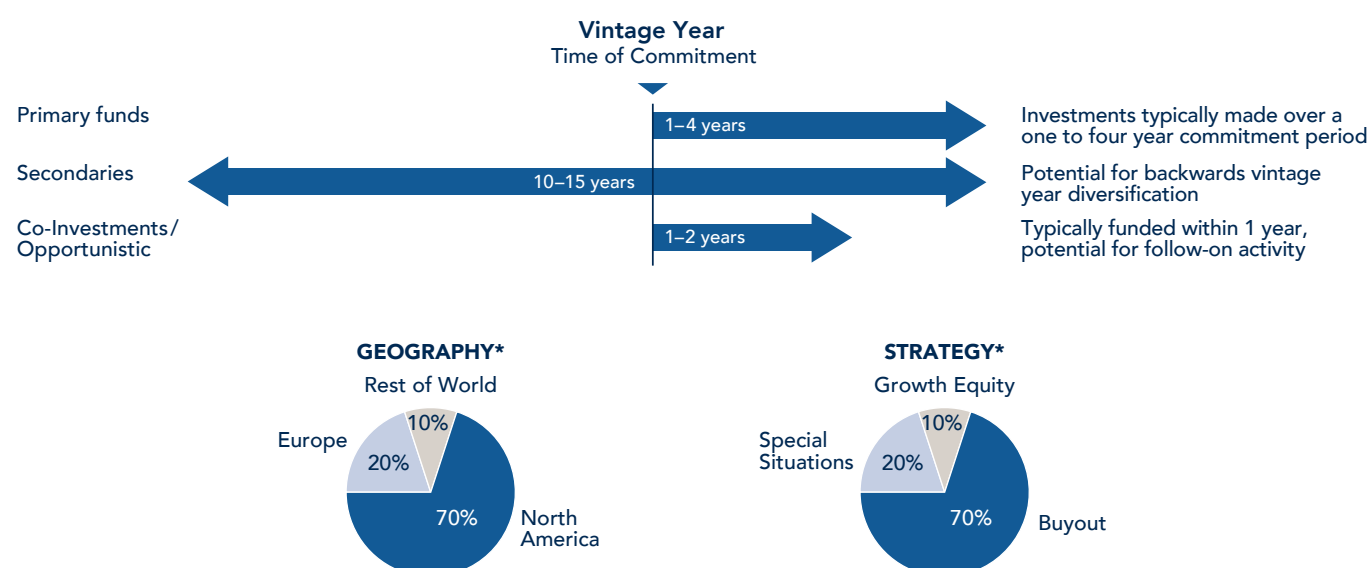 Vintage Year
Time of Commitment
Primary funds
1–4 years
Investments typically made over a
one to four year commitment period
Secondaries
10–15 years
Potential for backwards vintage
year diversification
Co-Investments/
Opportunistic
1–2 years
Typically funded within 1 year,
potential for follow-on activity
GEOGRAPHY*
Rest of World
10%
Europe
20%
70%
North
America
STRATEGY*
Growth Equity
10%
Special
Situations
20%
70%
Buyout